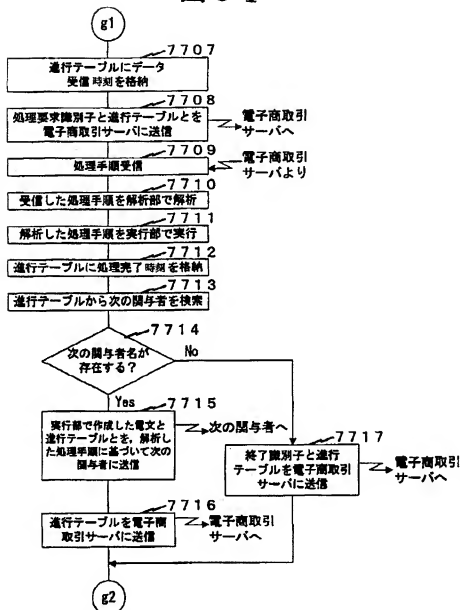 g1
7707
進行テーブルにデータ
受信時刻を格納
7708
処理要求識別子と進行テーブルとを
電子商取引サーバに送信
電子商取引
サーバへ
7709
処理手順受信
電子商取引
サーバより
7710
受信した処理手順を解析部で解析
7711
解析した処理手順を実行部で実行
7712
進行テーブルに処理完了時刻を格納
7713
進行テーブルから次の関与者を検索
7714
次の関与者名が
存在する?
No
Yes
7715
実行部で作成した電文と
進行テーブルとを,解析し
た処理手順に基づいて次の
関与者に送信
次の関与者へ
7717
終了識別子と進行
テーブルを電子商取引
サーバに送信
電子商取引
サーバへ
7716
進行テーブルを電子商
取引サーバに送信
電子商取引
サーバへ
g2